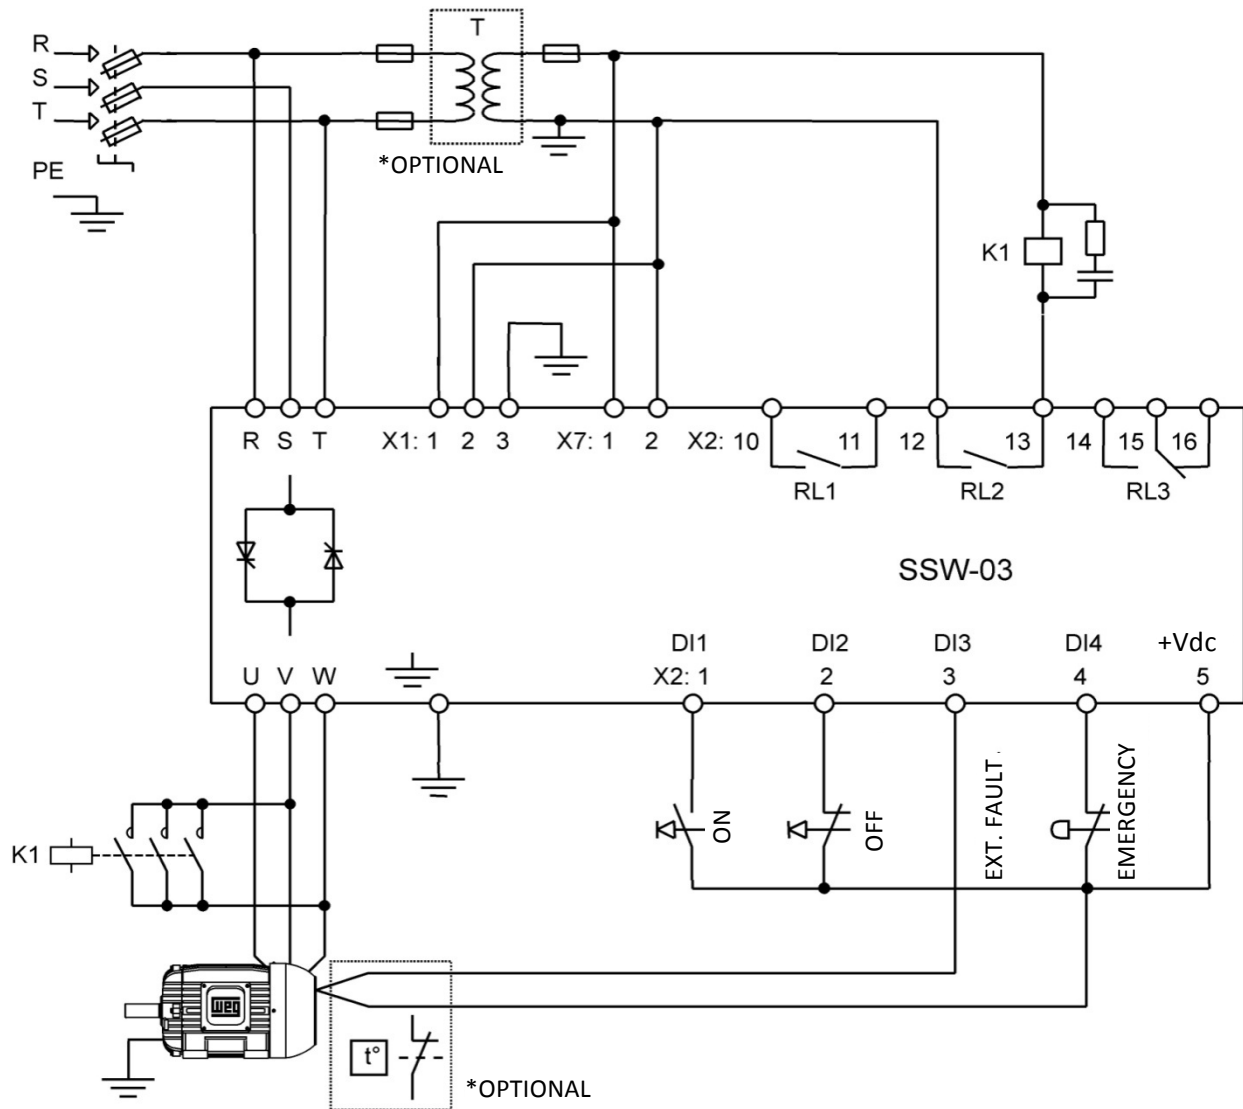 T
R
S
T
*OPTIONAL
PE
K1
R S T X1: 1 2 3 X7: 1 2 X2: 10 11 12 13 14 15 16
RL1 RL2 RL3
SSW-03
DI1 DI2 DI3 DI4 +Vdc
U V W X2: 1 2 3 4 5
ON
OFF
EXT. FAULT
EMERGENCY
K1
WEG
t°
*OPTIONAL